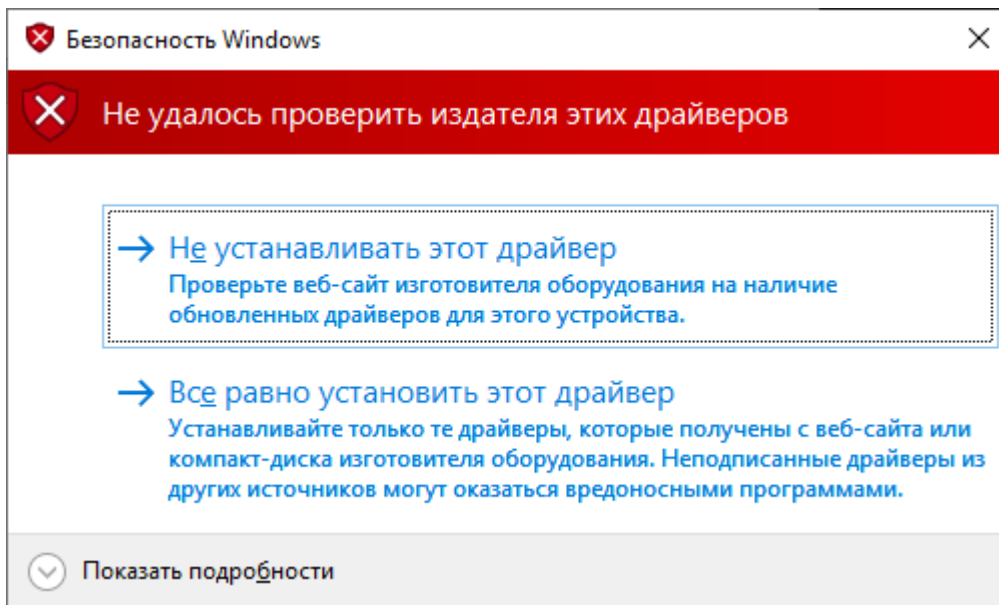 Безопасность Windows
Не удалось проверить издателя этих драйверов
Не устанавливать этот драйвер
Проверьте веб-сайт изготовителя оборудования на наличие
обновленных драйверов для этого устройства.
Все равно установить этот драйвер
Устанавливайте только те драйверы, которые получены с веб-сайта или
компакт-диска изготовителя оборудования. Неподписанные драйверы из
других источников могут оказаться вредоносными программами.
Показать подробности